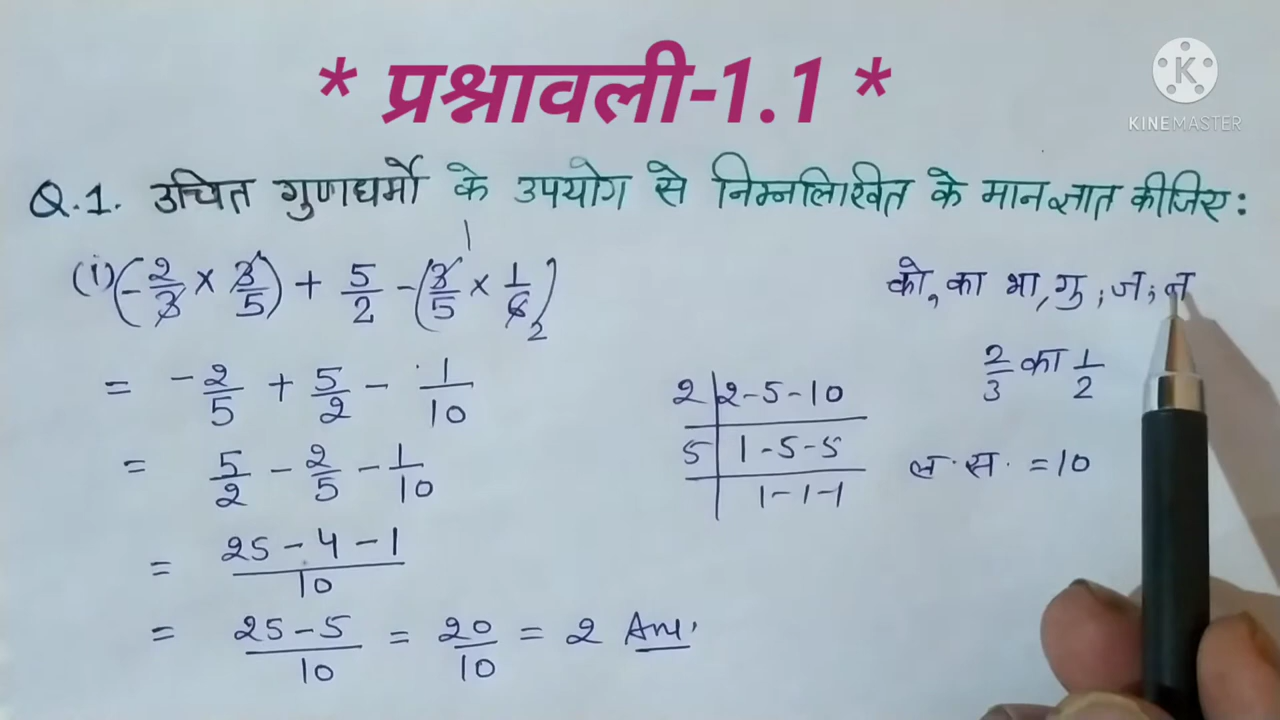 * प्रश्नावली-1.1 *
KINEMASTER
Q.1. उचित गुणधर्मो के उपयोग से निम्नलिखित के मान ज्ञात कीजिए:
(i) (-2/3 × 3/5) + 5/2 - (3/5 × 1/6) 1 2
को, का भा, गु, ज, न
= -2/5 + 5/2 - 1/10
2/3 का 1/2
2 | 2-5-10
= 5/2 - 2/5 - 1/10
5 | 1-5-5
ल. स. = 10
| 1-1-1
= 25-4-1/10
= 25-5/10 = 20/10 = 2 Ans.